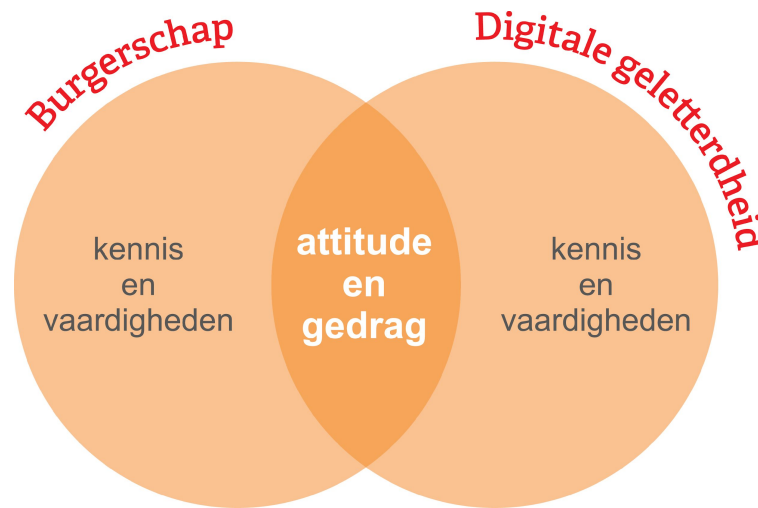 Burgerschap
Digitale geletterdheid
kennis
en
vaardigheden
attitude
en
gedrag
kennis
en
vaardigheden